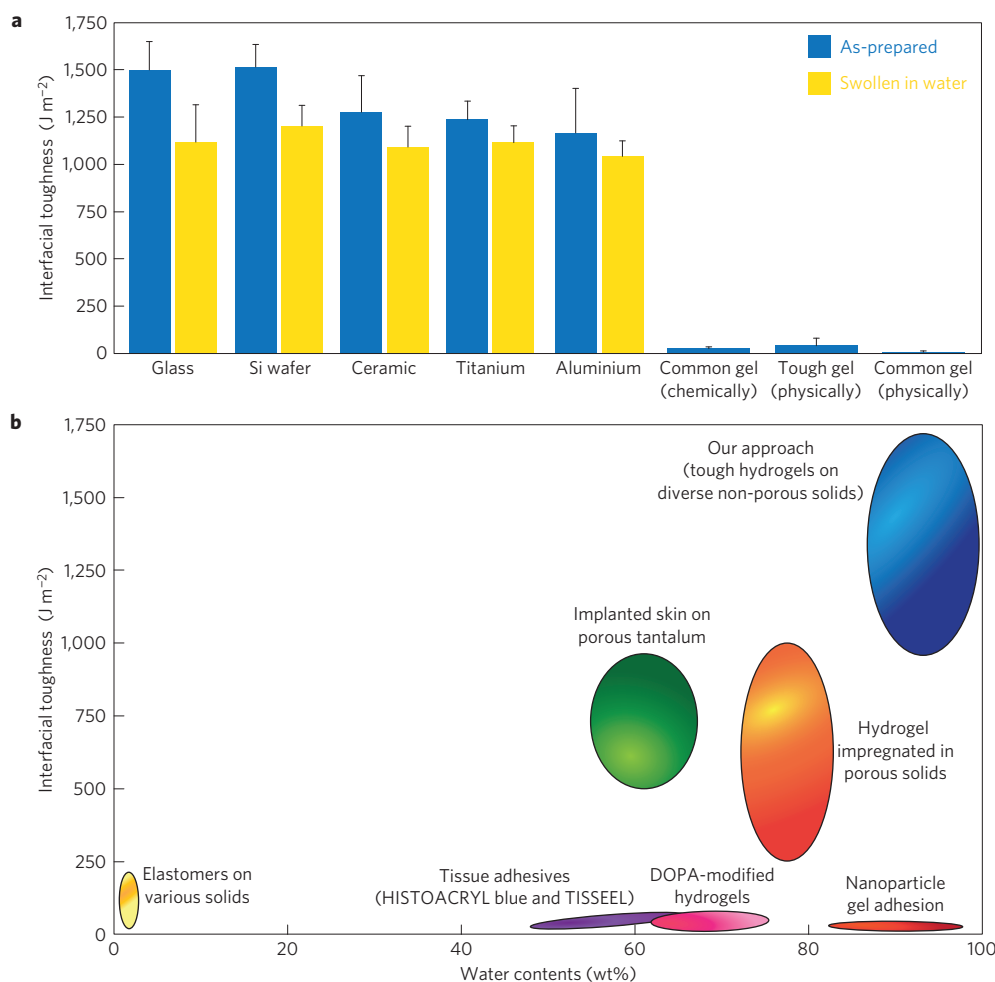 a
1,750
1,500
1,250
1,000
750
500
250
0
Interfacial toughness (J m⁻²)
As-prepared
Swollen in water
Glass
Si wafer
Ceramic
Titanium
Aluminium
Common gel
(chemically)
Tough gel
(physically)
Common gel
(physically)
b
1,750
1,500
1,250
1,000
750
500
250
0
Interfacial toughness (J m⁻²)
Our approach
(tough hydrogels on
diverse non-porous solids)
Implanted skin on
porous tantalum
Hydrogel
impregnated in
porous solids
Elastomers on
various solids
Tissue adhesives
(HISTOACRYL blue and TISSEEL)
DOPA-modified
hydrogels
Nanoparticle
gel adhesion
0
20
40
60
80
100
Water contents (wt%)